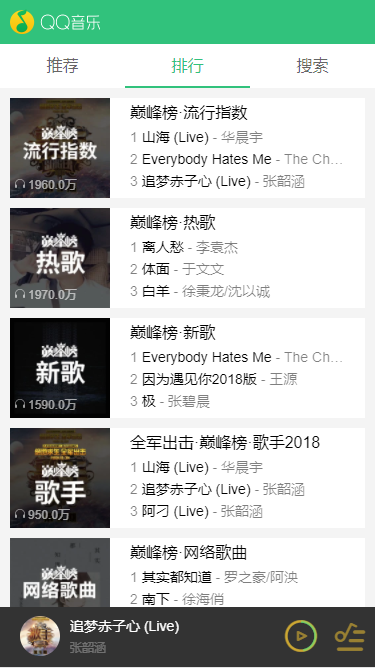 QQ音乐
推荐 排行 搜索
巅峰榜·流行指数
1 山海 (Live) - 华晨宇
2 Everybody Hates Me - The Ch...
3 追梦赤子心 (Live) - 张韶涵
巅峰榜
流行指数
1960.0万
巅峰榜·热歌
1 离人愁 - 李袁杰
2 体面 - 于文文
3 白羊 - 徐秉龙/沈以诚
巅峰榜
热歌
1970.0万
巅峰榜·新歌
1 Everybody Hates Me - The Ch...
2 因为遇见你2018版 - 王源
3 极 - 张碧晨
巅峰榜
新歌
1590.0万
全军出击·巅峰榜·歌手2018
1 山海 (Live) - 华晨宇
2 追梦赤子心 (Live) - 张韶涵
3 阿刁 (Live) - 张韶涵
巅峰榜
歌手
950.0万
巅峰榜·网络歌曲
1 其实都知道 - 罗之豪/阿泱
2 南下 - 徐海俏
巅峰榜
网络歌曲
追梦赤子心 (Live)
张韶涵